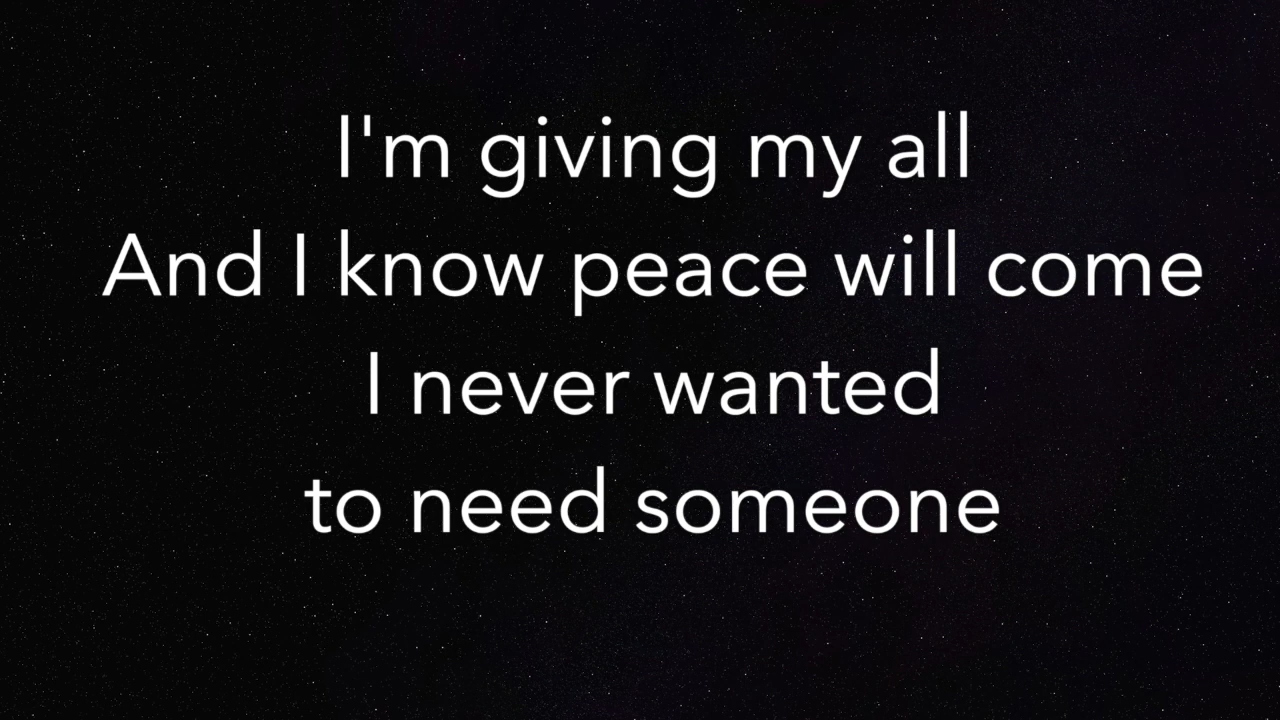 I'm giving my all
And I know peace will come
I never wanted
to need someone